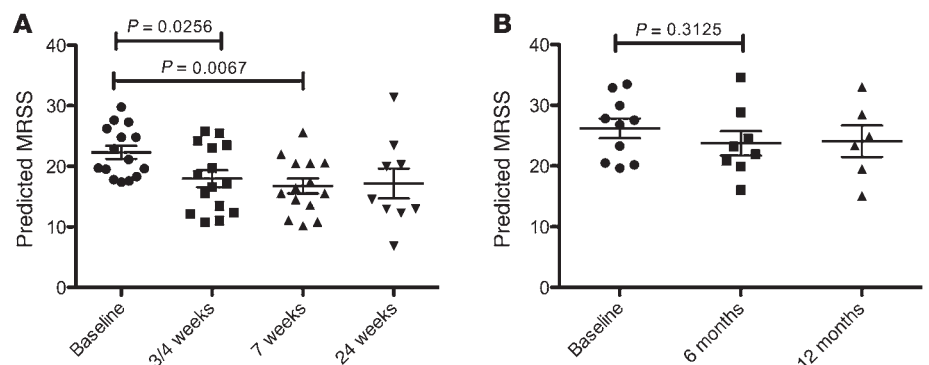 A
P = 0.0256
P = 0.0067
Predicted MRSS
40
30
20
10
0
Baseline
3/4 weeks
7 weeks
24 weeks
B
P = 0.3125
Predicted MRSS
40
30
20
10
0
Baseline
6 months
12 months